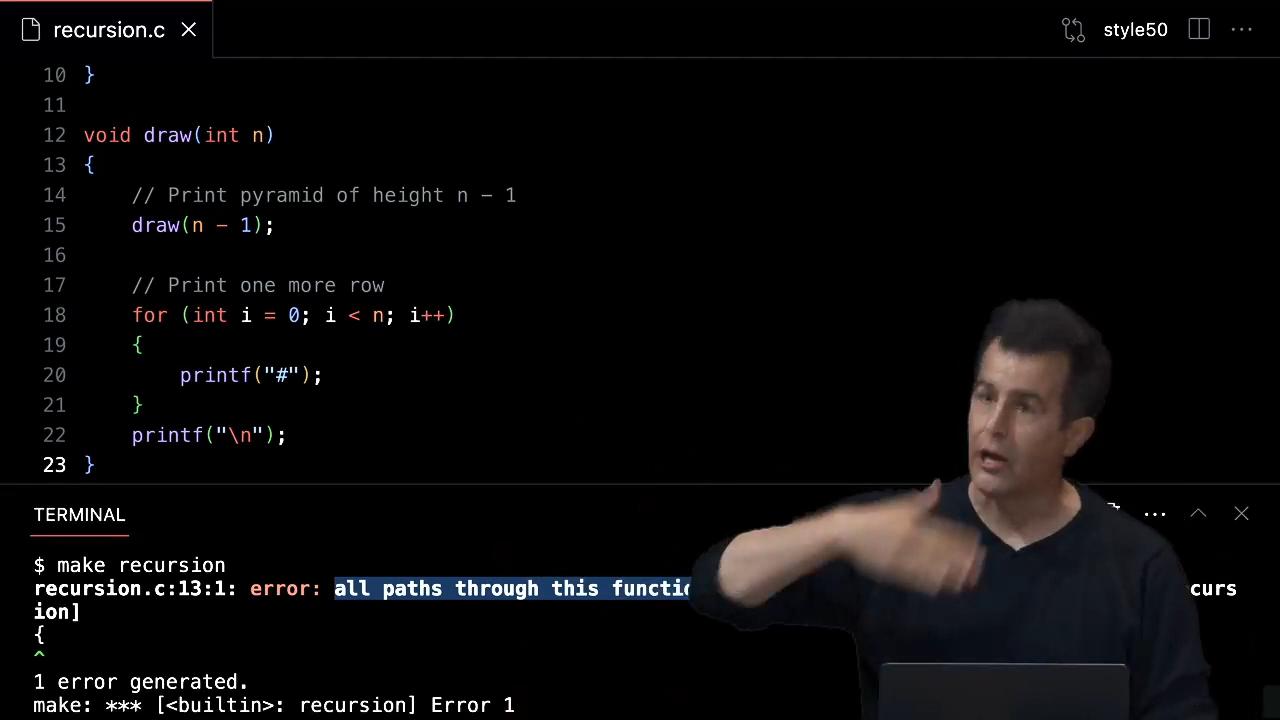 recursion.c
style50
10 }
11
12 void draw(int n)
13 {
14 // Print pyramid of height n - 1
15 draw(n - 1);
16
17 // Print one more row
18 for (int i = 0; i < n; i++)
19 {
20 printf("#");
21 }
22 printf("\n");
23 }
TERMINAL
$ make recursion
recursion.c:13:1: error: all paths through this
ion]
{
^
1 error generated.
make: *** [<builtin>: recursion] Error 1